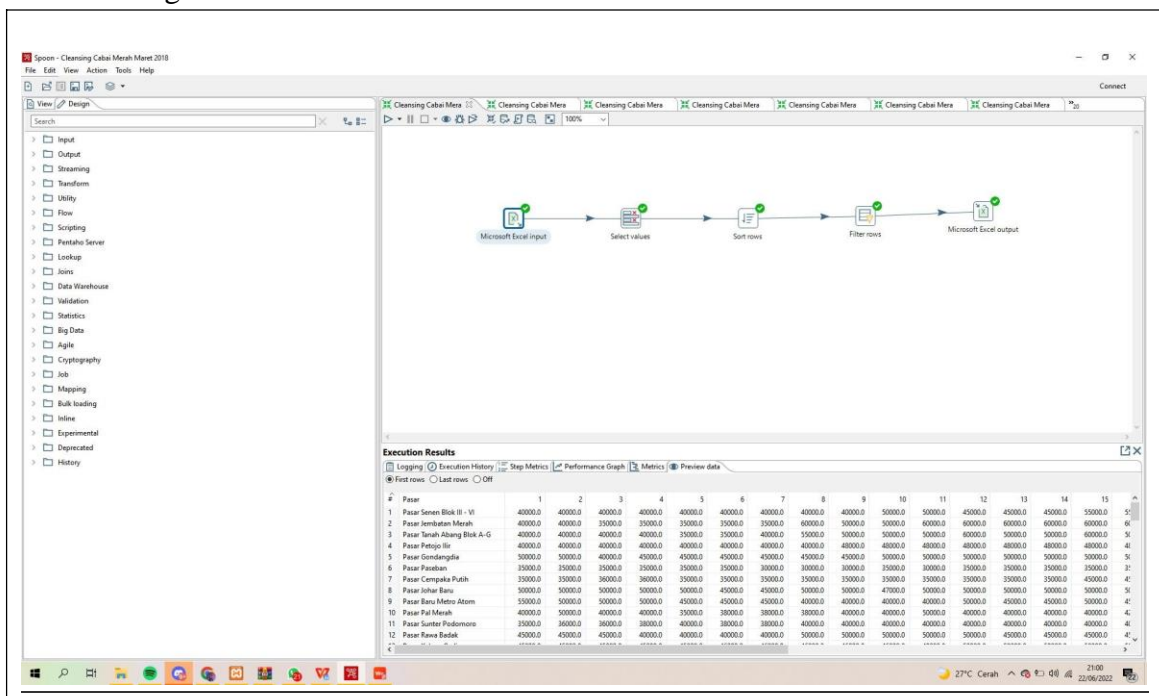 Spoon - Cleansing Cabai Merah Maret 2018
File Edit View Action Tools Help
Connect
View Design
Search
Input
Output
Streaming
Transform
Utility
Flow
Scripting
Pentaho Server
Lookup
Joins
Data Warehouse
Validation
Statistics
Big Data
Agile
Cryptography
Job
Mapping
Bulk loading
Inline
Experimental
Deprecated
History
Cleansing Cabai Mera Cleansing Cabai Mera Cleansing Cabai Mera Cleansing Cabai Mera Cleansing Cabai Mera Cleansing Cabai Mera Cleansing Cabai Mera »20
100%
Microsoft Excel input Select values Sort rows Filter rows Microsoft Excel output
Execution Results
Logging Execution History Step Metrics Performance Graph Metrics Preview data
First rows Last rows Off
# Pasar 1 2 3 4 5 6 7 8 9 10 11 12 13 14 15
1 Pasar Senen Blok III - VI 40000.0 40000.0 40000.0 40000.0 40000.0 40000.0 40000.0 40000.0 40000.0 50000.0 50000.0 45000.0 45000.0 45000.0 55000.0
2 Pasar Jembatan Merah 40000.0 40000.0 35000.0 35000.0 35000.0 35000.0 35000.0 60000.0 50000.0 50000.0 60000.0 60000.0 60000.0 60000.0 60000.0
3 Pasar Tanah Abang Blok A-G 40000.0 40000.0 40000.0 40000.0 35000.0 35000.0 40000.0 55000.0 50000.0 50000.0 50000.0 60000.0 50000.0 50000.0 60000.0
4 Pasar Petojo Ilir 40000.0 40000.0 40000.0 40000.0 40000.0 40000.0 40000.0 40000.0 48000.0 48000.0 48000.0 48000.0 48000.0 48000.0 48000.0
5 Pasar Gondangdia 50000.0 50000.0 40000.0 45000.0 45000.0 45000.0 40000.0 40000.0 40000.0 50000.0 50000.0 50000.0 50000.0 50000.0 50000.0
6 Pasar Paseban 35000.0 35000.0 35000.0 35000.0 35000.0 35000.0 35000.0 30000.0 30000.0 35000.0 30000.0 35000.0 35000.0 35000.0 35000.0
7 Pasar Cempaka Putih 35000.0 35000.0 36000.0 36000.0 35000.0 35000.0 35000.0 35000.0 35000.0 35000.0 35000.0 35000.0 35000.0 35000.0 45000.0
8 Pasar Johar Baru 50000.0 50000.0 50000.0 50000.0 50000.0 45000.0 45000.0 50000.0 50000.0 47000.0 50000.0 50000.0 50000.0 50000.0 50000.0
9 Pasar Baru Metro Atom 55000.0 50000.0 50000.0 50000.0 45000.0 45000.0 45000.0 40000.0 40000.0 40000.0 40000.0 50000.0 45000.0 45000.0 50000.0
10 Pasar Pal Merah 40000.0 50000.0 40000.0 40000.0 35000.0 38000.0 38000.0 38000.0 40000.0 40000.0 50000.0 40000.0 40000.0 40000.0 40000.0
11 Pasar Sunter Podomoro 35000.0 36000.0 36000.0 38000.0 40000.0 38000.0 38000.0 40000.0 40000.0 40000.0 40000.0 40000.0 40000.0 40000.0 40000.0
12 Pasar Rawa Badak 45000.0 45000.0 45000.0 40000.0 40000.0 40000.0 40000.0 50000.0 50000.0 50000.0 50000.0 50000.0 45000.0 40000.0 45000.0
27°C Cerah
21:00
22/06/2022